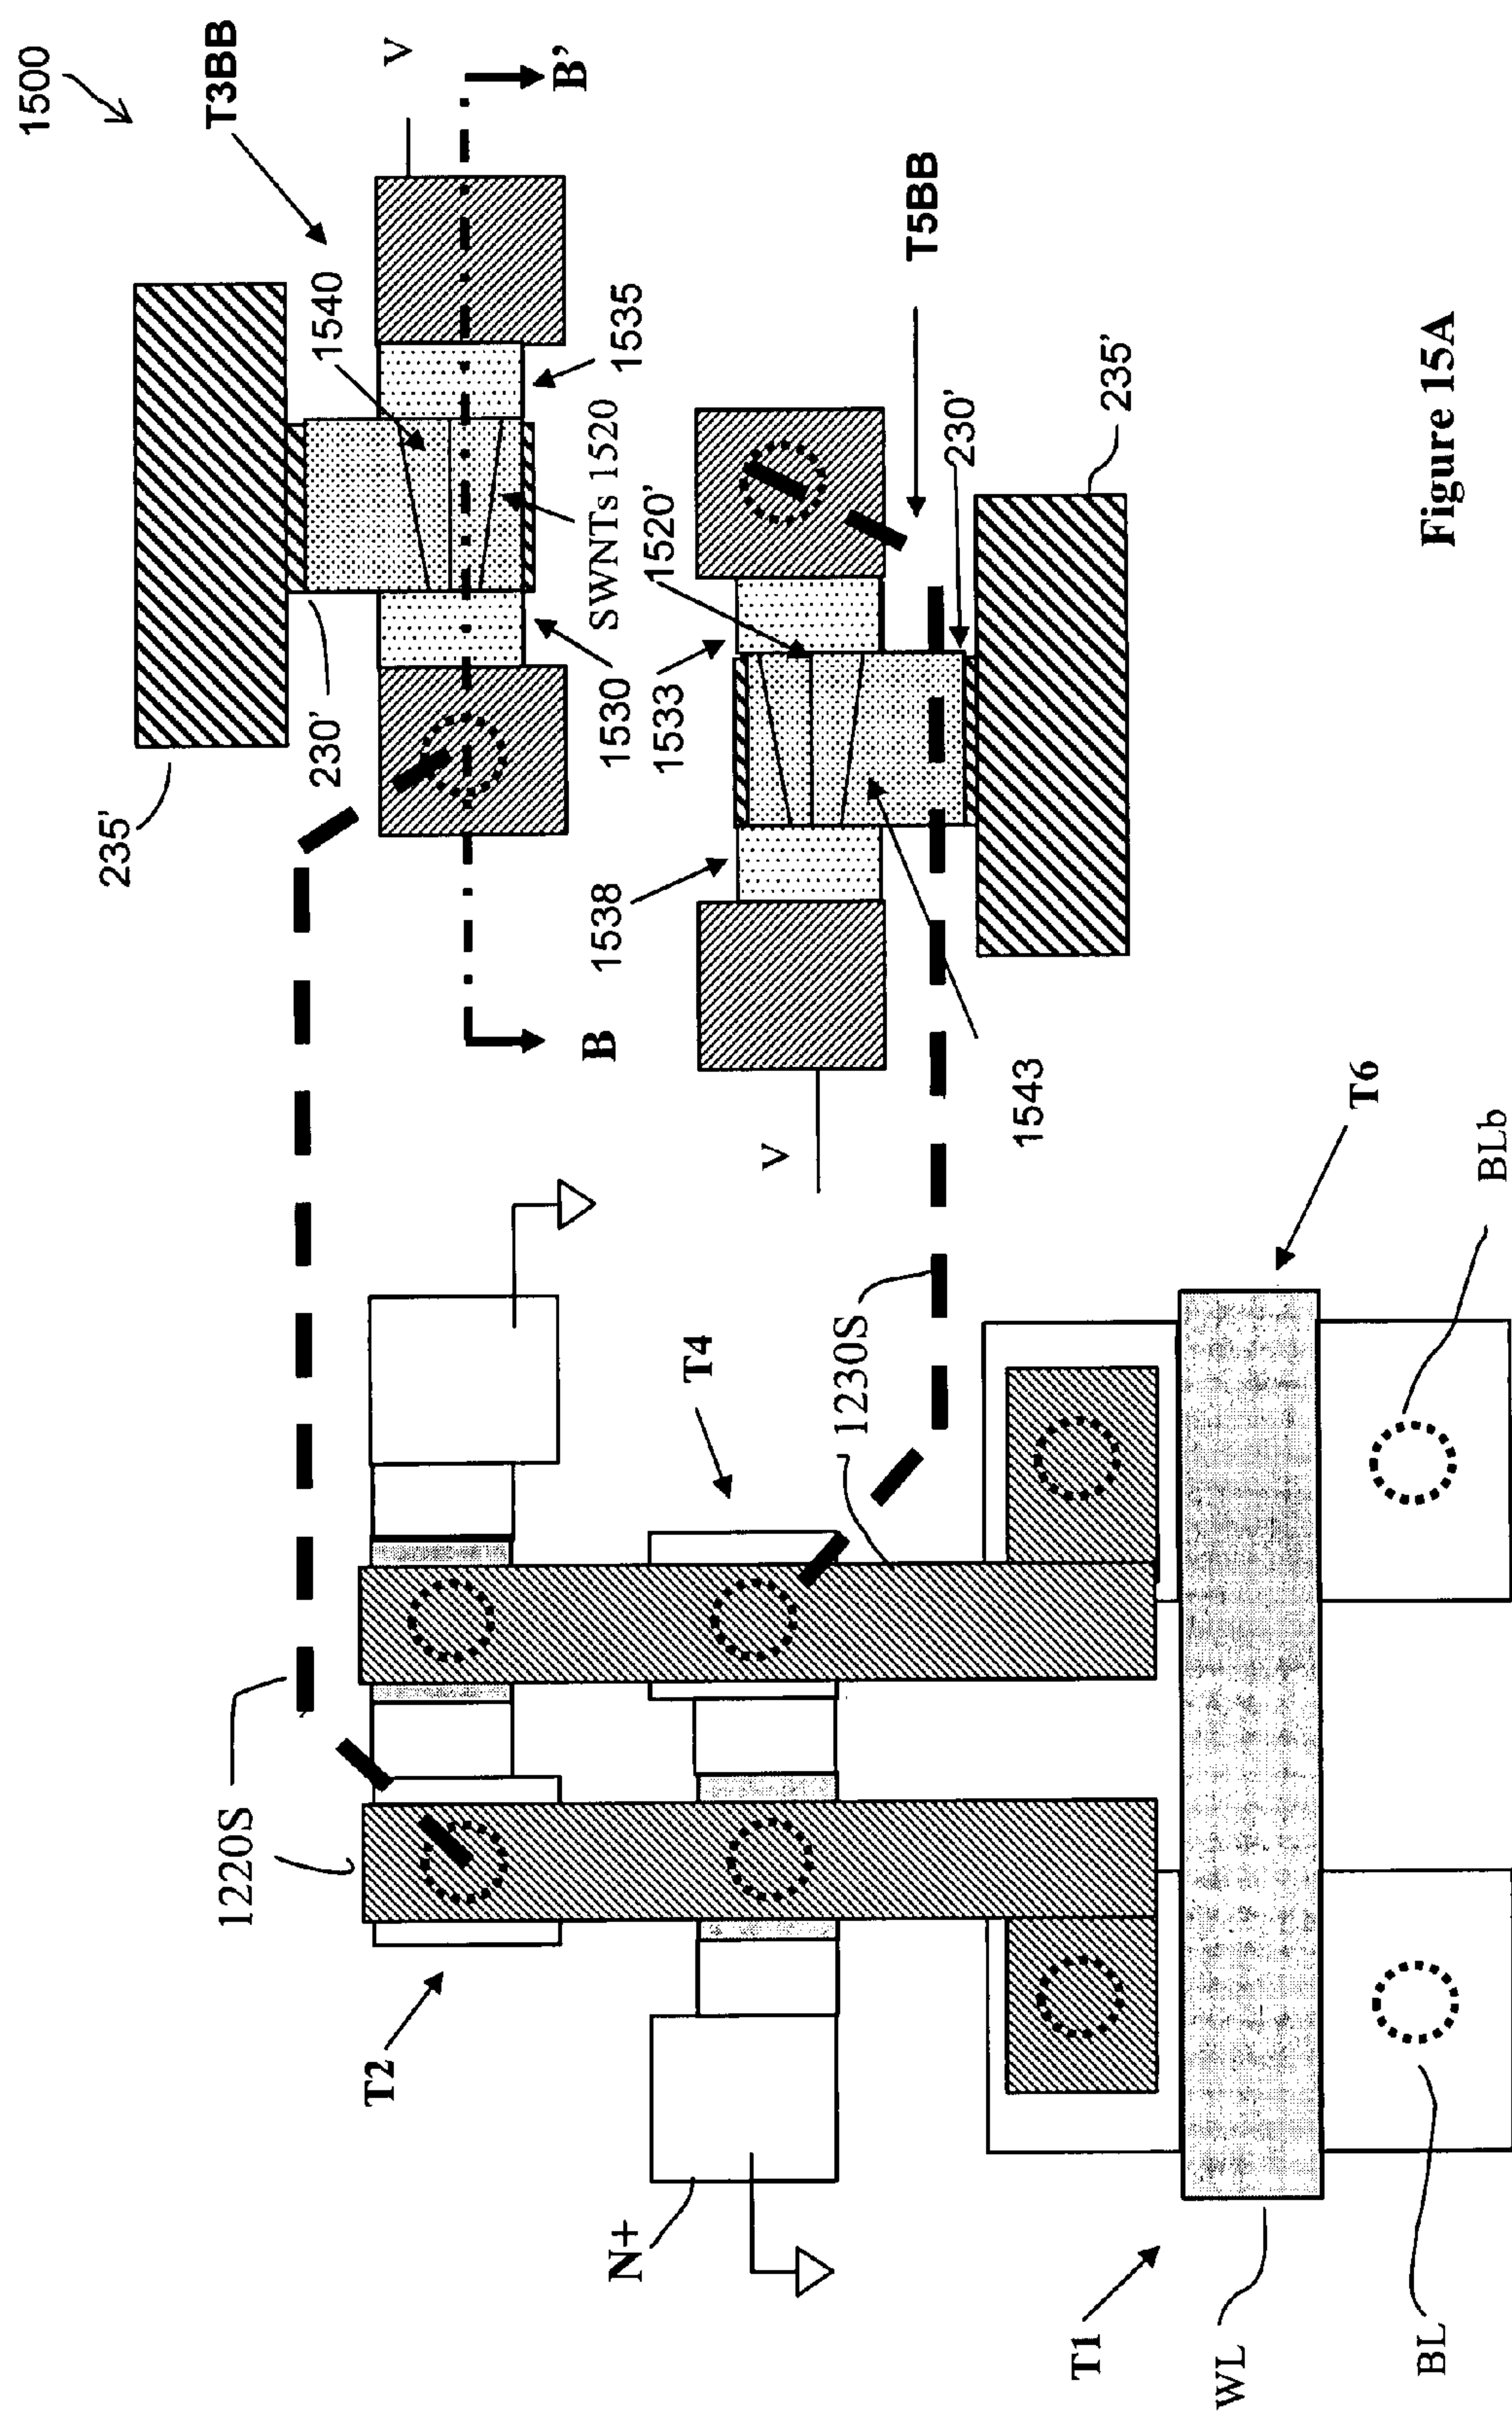 1500
T3BB
V
B'
235'
1540
230'
1535
SWNTs 1520
1530
1520'
1533
T5BB
230'
235'
1538
B
V
1543
1220S
T4
1230S
T6
BLb
T2
N+
T1
WL
BL
Figure 15A